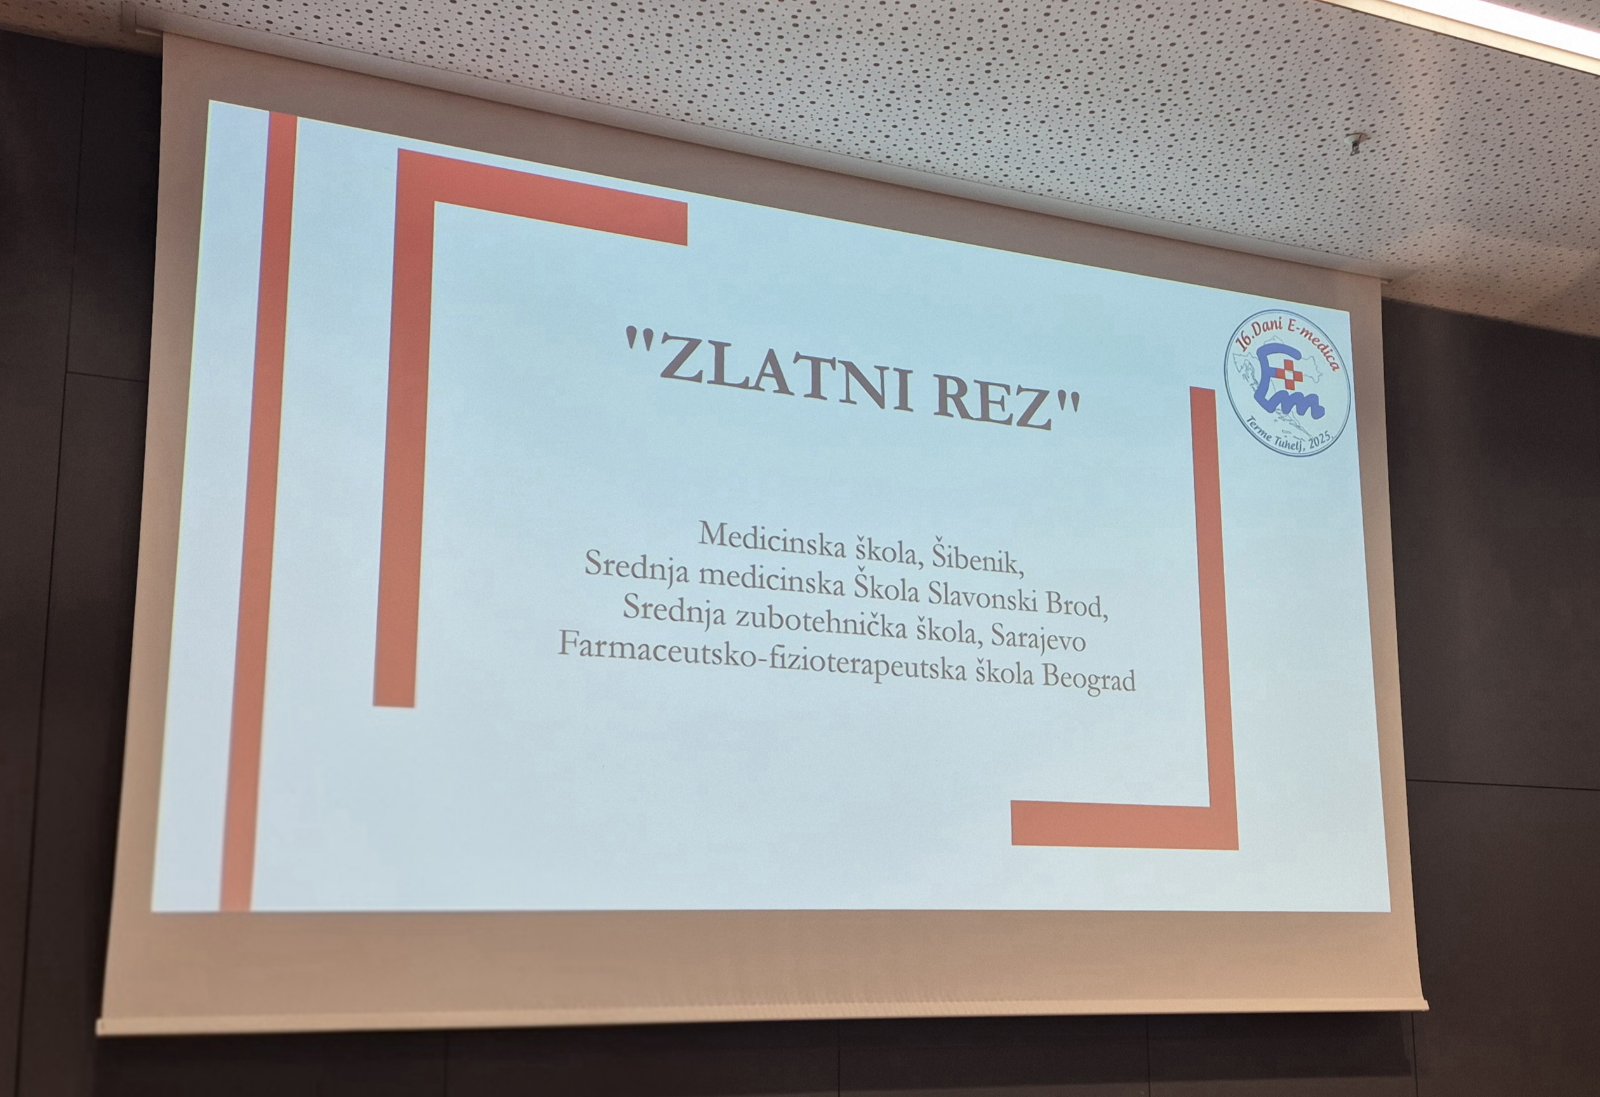 "ZLATNI REZ"
16.Dani E-medica
Em
Terme Tuhelj, 2025.
Medicinska škola, Šibenik,
Srednja medicinska Škola Slavonski Brod,
Srednja zubotehnička škola, Sarajevo
Farmaceutsko-fizioterapeutska škola Beograd